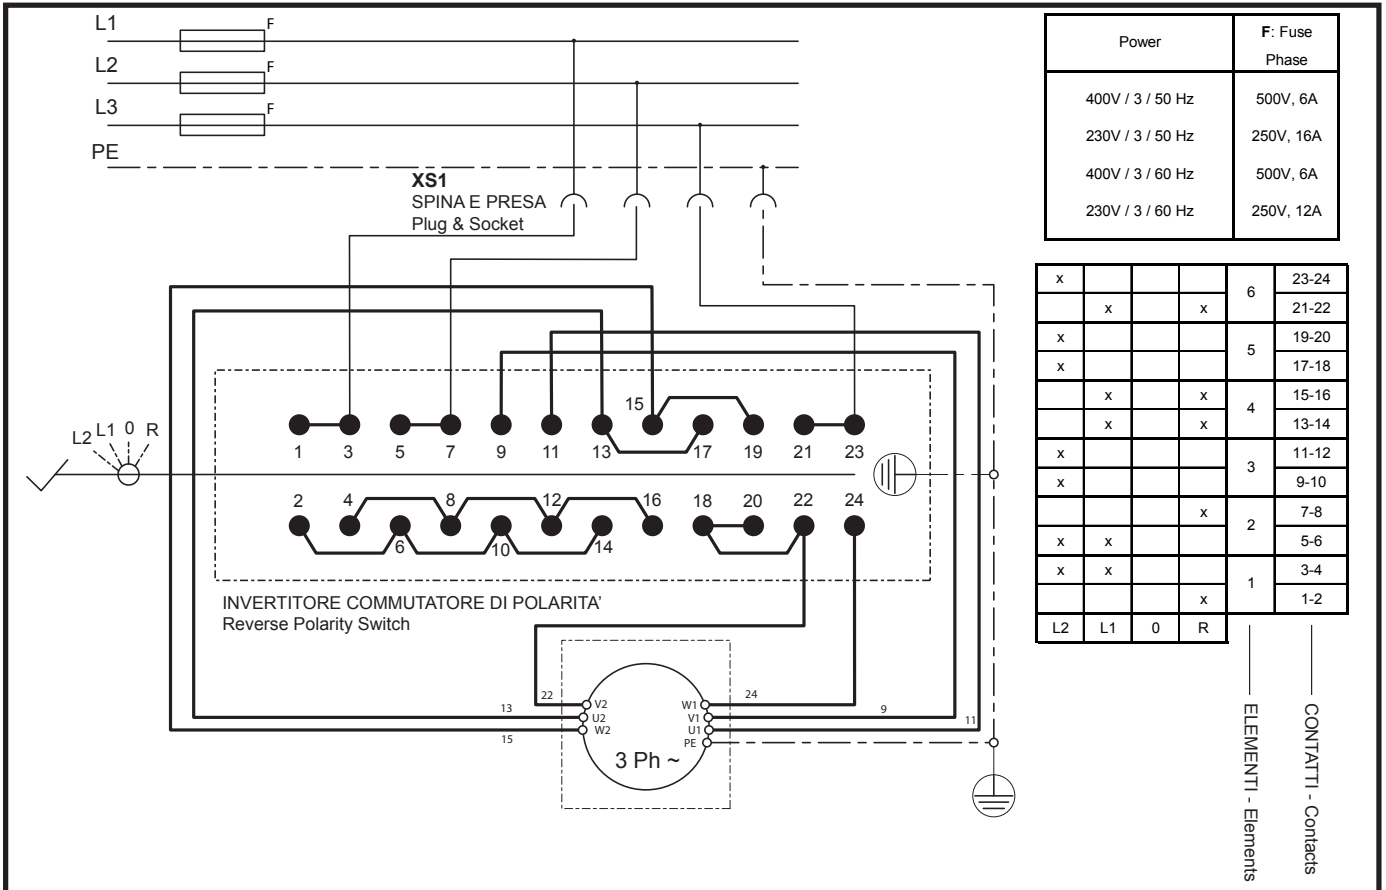 L1
F
L2
F
L3
F
PE
XS1
SPINA E PRESA
Plug & Socket
Power F: Fuse
Phase
400V / 3 / 50 Hz 500V, 6A
230V / 3 / 50 Hz 250V, 16A
400V / 3 / 60 Hz 500V, 6A
230V / 3 / 60 Hz 250V, 12A
x 6 23-24
x x 21-22
x 5 19-20
x 17-18
x x 4 15-16
x x 13-14
x 3 11-12
x 9-10
x 2 7-8
x x 5-6
x x 1 3-4
x 1-2
L2 L1 0 R
ELEMENTI - Elements
CONTATTI - Contacts
15
1 3 5 7 9 11 13 17 19 21 23
L2 L1 0 R
2 4 8 12 16 18 20 22 24
6 10 14
INVERTITORE COMMUTATORE DI POLARITA'
Reverse Polarity Switch
22 V2 W1 24
13 U2 V1 9
15 W2 U1 11
PE
3 Ph ~